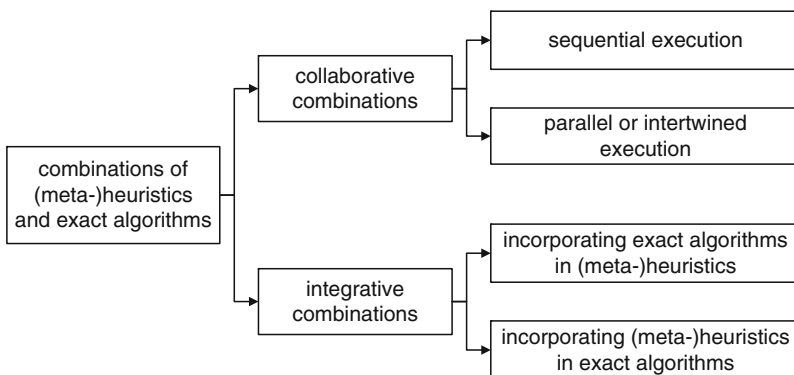 combinations of
(meta-)heuristics
and exact algorithms
collaborative
combinations
sequential execution
parallel or intertwined
execution
integrative
combinations
incorporating exact algorithms
in (meta-)heuristics
incorporating (meta-)heuristics
in exact algorithms